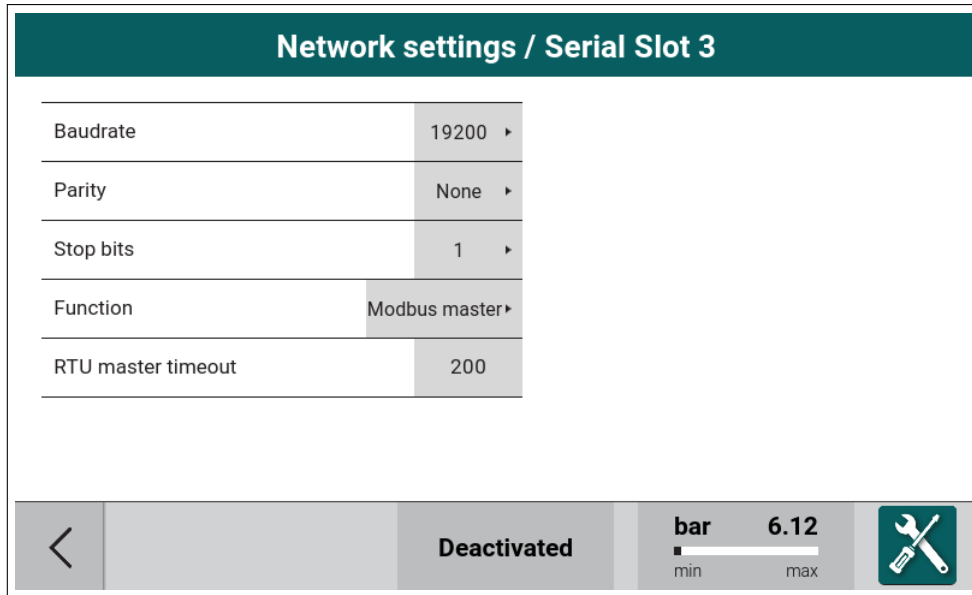 Network settings / Serial Slot 3
Baudrate 19200
Parity None
Stop bits 1
Function Modbus master
RTU master timeout 200
Deactivated
bar 6.12
min max